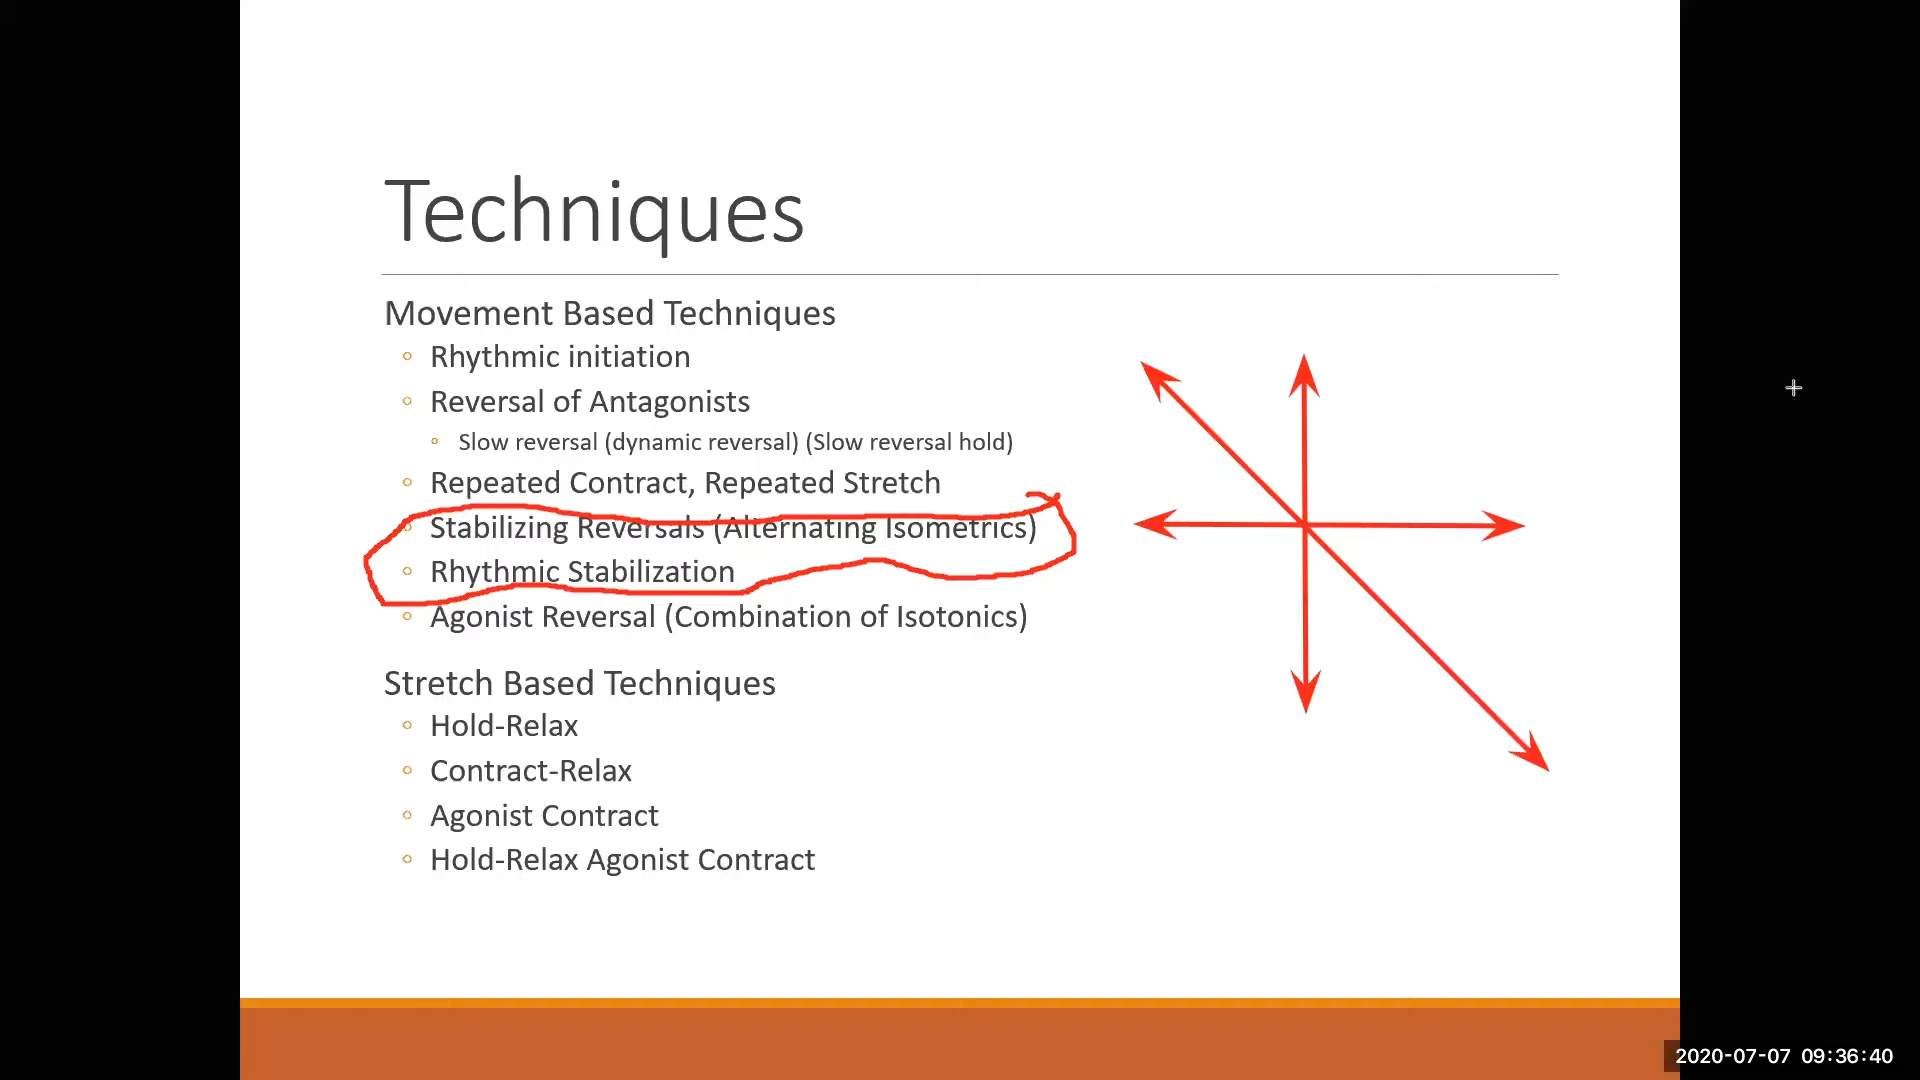 Techniques
Movement Based Techniques
◦ Rhythmic initiation
◦ Reversal of Antagonists
◦ Slow reversal (dynamic reversal) (Slow reversal hold)
◦ Repeated Contract, Repeated Stretch
◦ Stabilizing Reversals (Alternating Isometrics)
◦ Rhythmic Stabilization
◦ Agonist Reversal (Combination of Isotonics)
Stretch Based Techniques
◦ Hold-Relax
◦ Contract-Relax
◦ Agonist Contract
◦ Hold-Relax Agonist Contract
2020-07-07 09:36:40